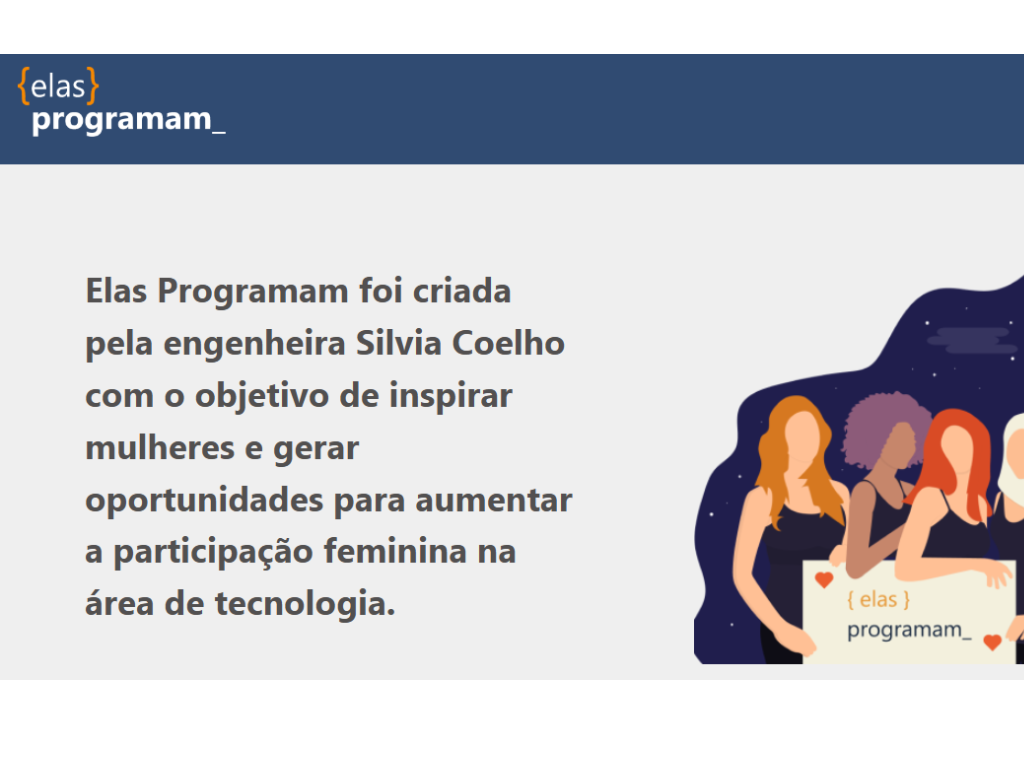 {elas}
programam_
Elas Programam foi criada
pela engenheira Silvia Coelho
com o objetivo de inspirar
mulheres e gerar
oportunidades para aumentar
a participação feminina na
área de tecnologia.
{ elas }
programam_